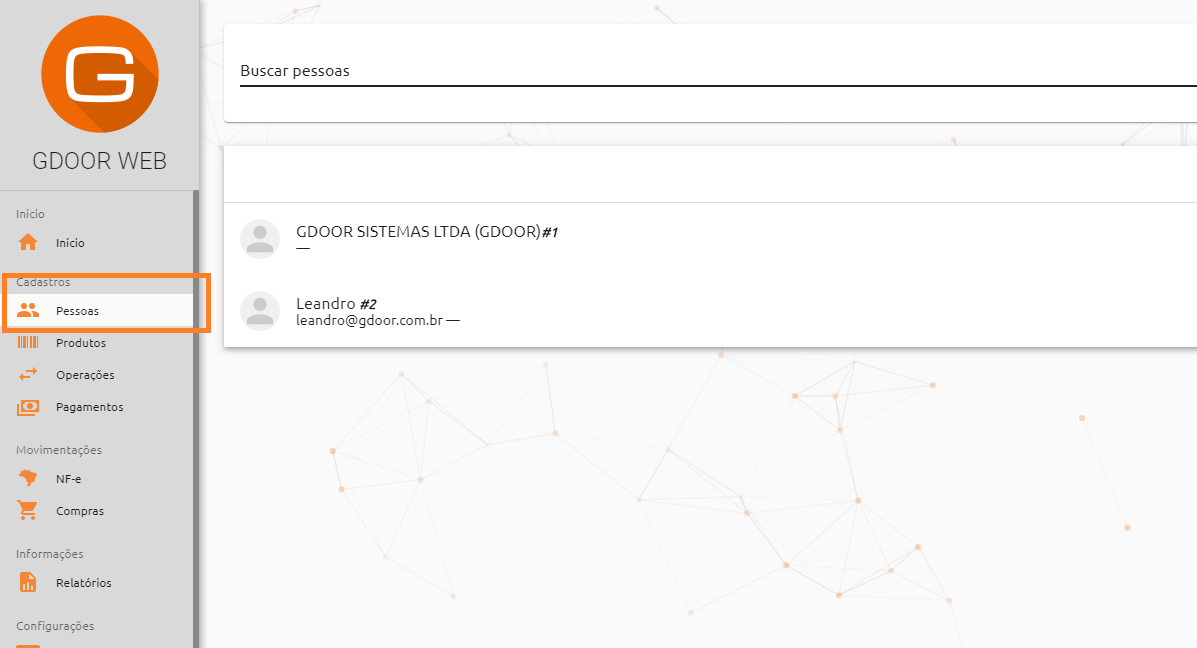 G
GDOOR WEB
Início
Início
Cadastros
Pessoas
Produtos
Operações
Pagamentos
Movimentações
NF-e
Compras
Informações
Relatórios
Configurações
Buscar pessoas
GDOOR SISTEMAS LTDA (GDOOR)#1
—
Leandro #2
leandro@gdoor.com.br —